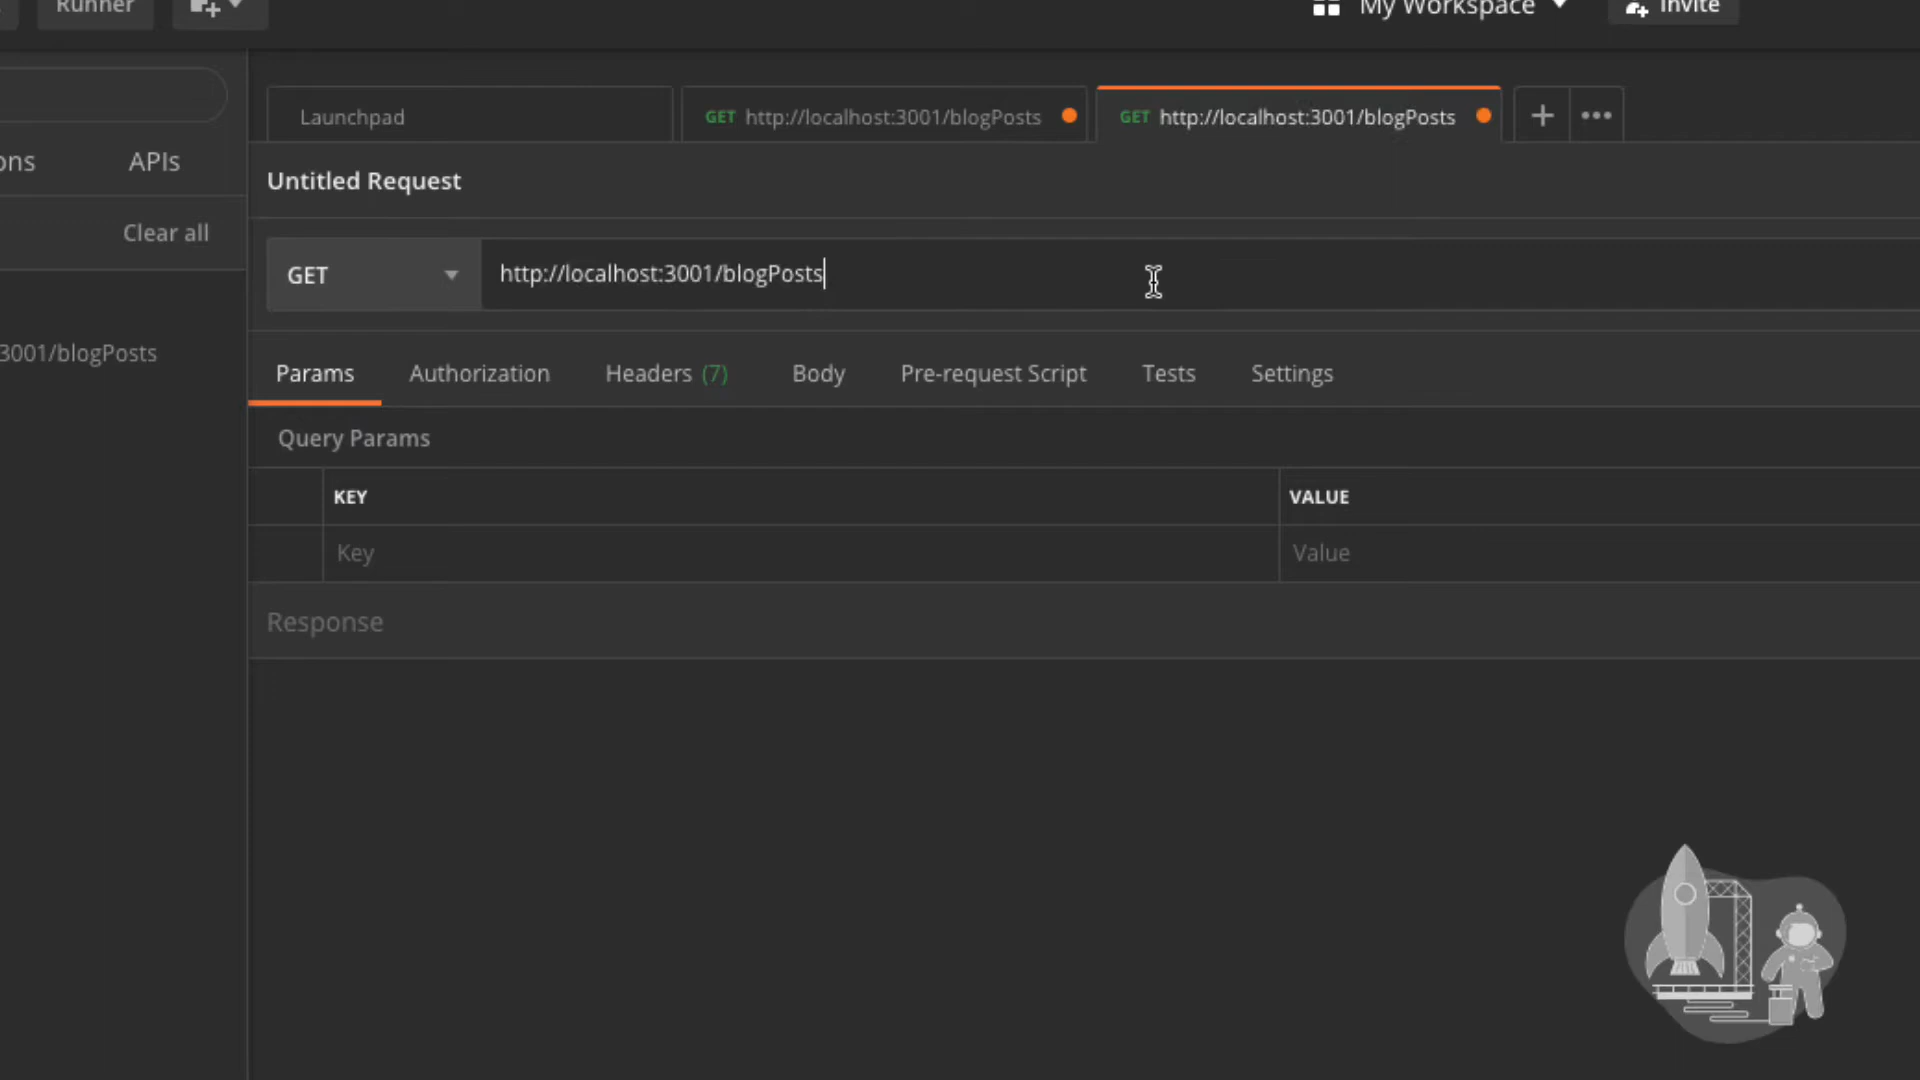 Runner
My Workspace
Invite
Launchpad
GET http://localhost:3001/blogPosts
GET http://localhost:3001/blogPosts
ons
APIs
Untitled Request
Clear all
GET
http://localhost:3001/blogPosts
3001/blogPosts
Params
Authorization
Headers (7)
Body
Pre-request Script
Tests
Settings
Query Params
KEY
VALUE
Key
Value
Response